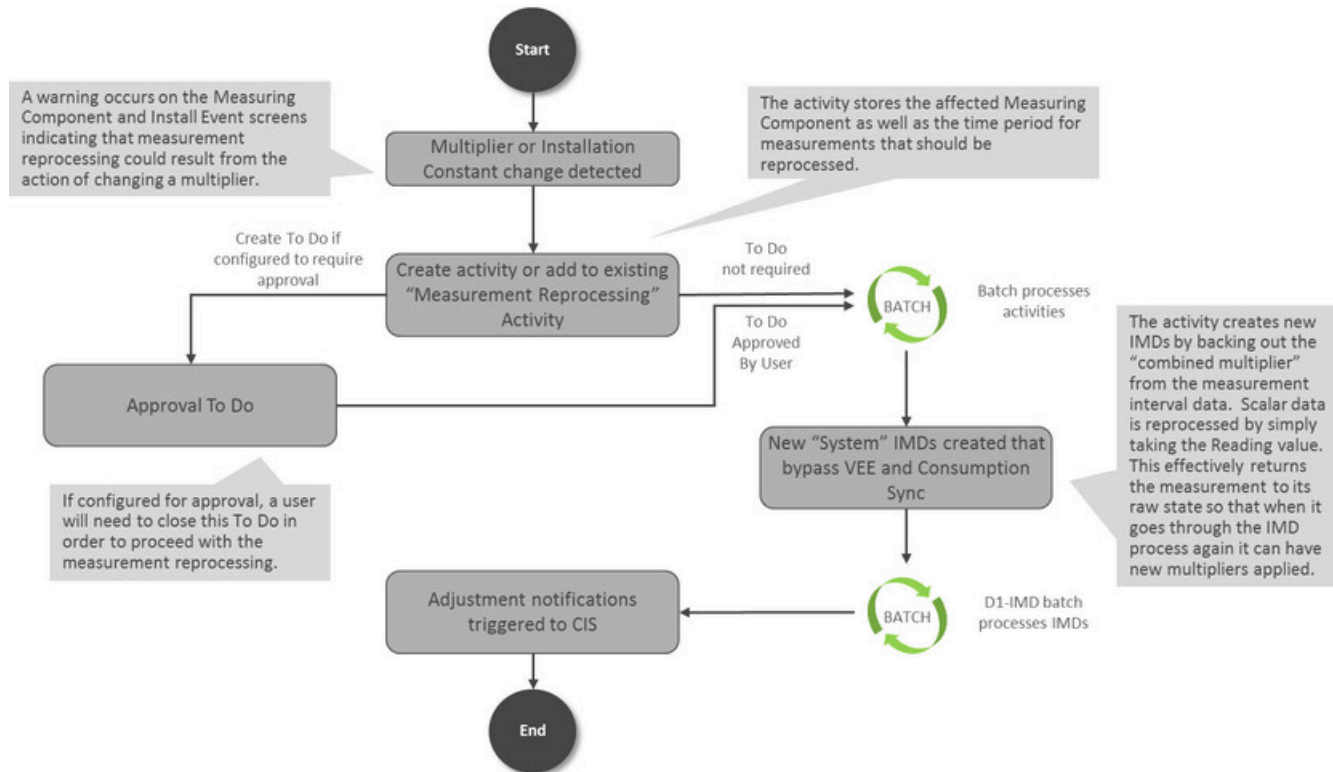 Start
A warning occurs on the Measuring
Component and Install Event screens
indicating that measurement
reprocessing could result from the
action of changing a multiplier.
The activity stores the affected Measuring
Component as well as the time period for
measurements that should be
reprocessed.
Multiplier or Installation
Constant change detected
Create To Do if
configured to require
approval
Create activity or add to existing
“Measurement Reprocessing”
Activity
To Do
not required
To Do
Approved
By User
BATCH
Batch processes
activities
The activity creates new
IMDs by backing out the
“combined multiplier”
from the measurement
interval data.  Scalar data
is reprocessed by simply
taking the Reading value.
This effectively returns
the measurement to its
raw state so that when it
goes through the IMD
process again it can have
new multipliers applied.
Approval To Do
New “System” IMDs created that
bypass VEE and Consumption
Sync
If configured for approval, a user
will need to close this To Do in
order to proceed with the
measurement reprocessing.
Adjustment notifications
triggered to CIS
BATCH
D1-IMD batch
processes IMDs
End